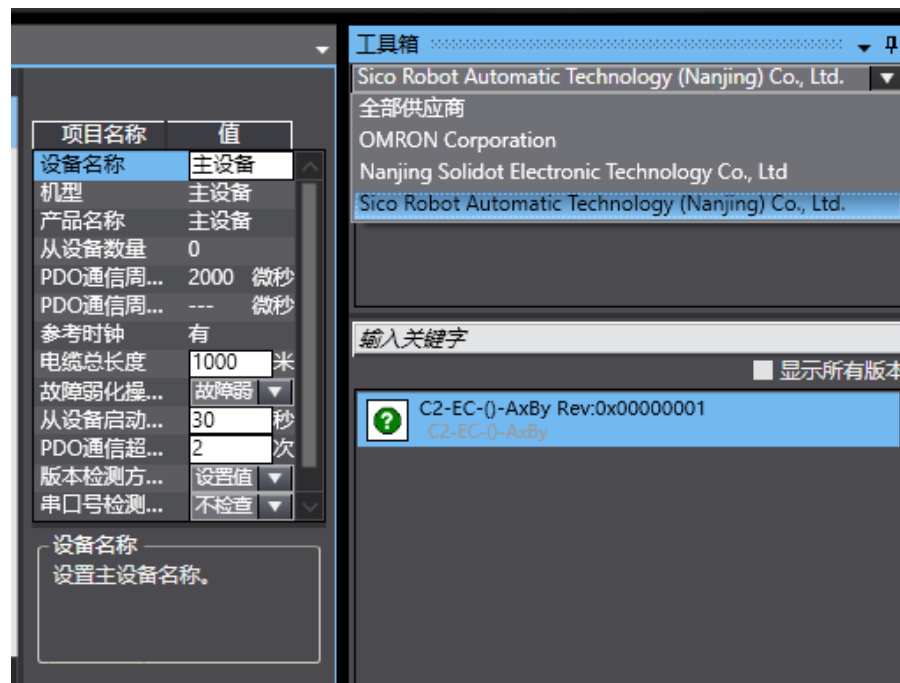 项目名称 值
设备名称 主设备
机型 主设备
产品名称 主设备
从设备数量 0
PDO通信周... 2000 微秒
PDO通信周... --- 微秒
参考时钟 有
电缆总长度 1000 米
故障弱化操... 故障弱
从设备启动... 30 秒
PDO通信超... 2 次
版本检测方... 设置值
串口号检测... 不检查
设备名称
设置主设备名称。
工具箱
Sico Robot Automatic Technology (Nanjing) Co., Ltd.
全部供应商
OMRON Corporation
Nanjing Solidot Electronic Technology Co., Ltd
Sico Robot Automatic Technology (Nanjing) Co., Ltd.
输入关键字
显示所有版本
C2-EC-()-AxBy Rev:0x00000001
C2-EC-()-AxBy